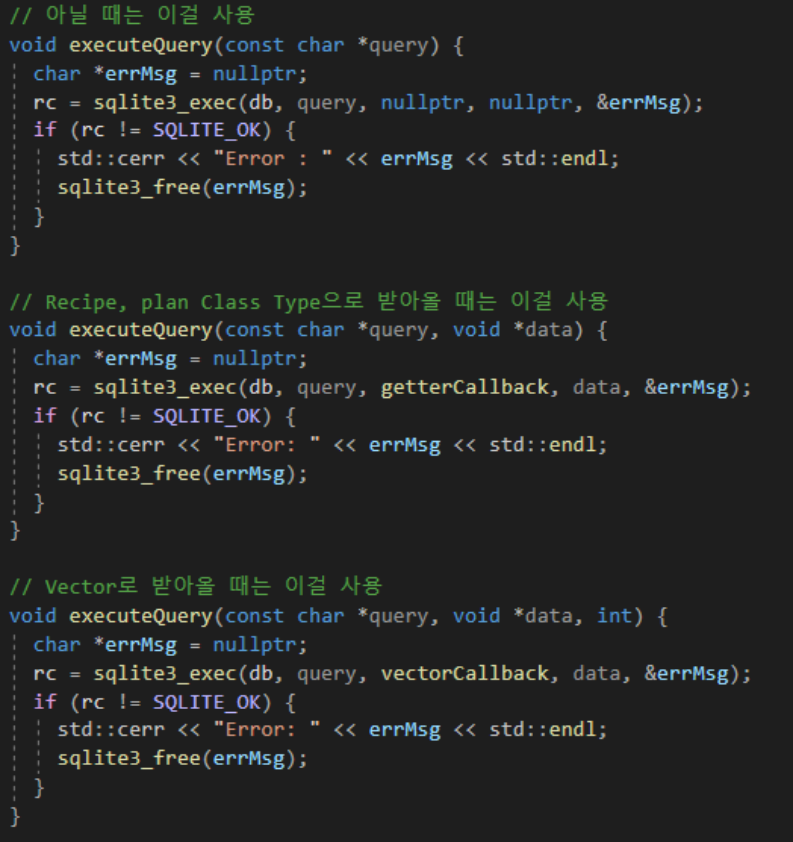 // 아닐 때는 이걸 사용
void executeQuery(const char *query) {
  char *errMsg = nullptr;
  rc = sqlite3_exec(db, query, nullptr, nullptr, &errMsg);
  if (rc != SQLITE_OK) {
    std::cerr << "Error : " << errMsg << std::endl;
    sqlite3_free(errMsg);
  }
}

// Recipe, plan Class Type으로 받아올 때는 이걸 사용
void executeQuery(const char *query, void *data) {
  char *errMsg = nullptr;
  rc = sqlite3_exec(db, query, getterCallback, data, &errMsg);
  if (rc != SQLITE_OK) {
    std::cerr << "Error: " << errMsg << std::endl;
    sqlite3_free(errMsg);
  }
}

// Vector로 받아올 때는 이걸 사용
void executeQuery(const char *query, void *data, int) {
  char *errMsg = nullptr;
  rc = sqlite3_exec(db, query, vectorCallback, data, &errMsg);
  if (rc != SQLITE_OK) {
    std::cerr << "Error: " << errMsg << std::endl;
    sqlite3_free(errMsg);
  }
}